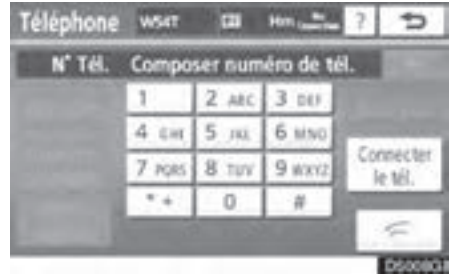 Téléphone W54T ?
N° Tél. Composer numéro de tél.
1 2 ABC 3 DEF
4 GHI 5 JKL 6 MNO
7 PQRS 8 TUV 9 WXYZ
Connecter
le tél.
* + 0 #